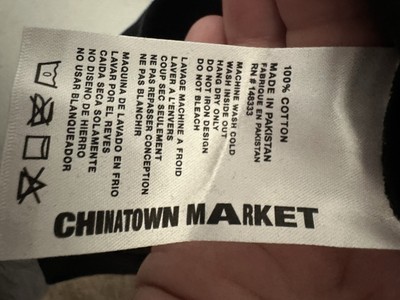 100% COTTON
MADE IN PAKISTAN
FABRIQUE EN PAKISTAN
RN # 148333
MACHINE WASH COLD
WASH INSIDE OUT
HANG DRY ONLY
DO NOT IRON DESIGN
DO NOT BLEACH
LAVAGE MACHINE A FROID
LAVER A L'ENVERS
COUP SEC SEULEMENT
NE PAS REPASSER CONCEPTION
NE PAS BLANCHIR
MAQUINA DE LAVADO EN FRIO
LAVAR POR EL REVES
CAIDA SECA SOLAMENTE
NO DISENO DE HIERRO
NO USAR BLANQUEADOR
CHINATOWN MARKET